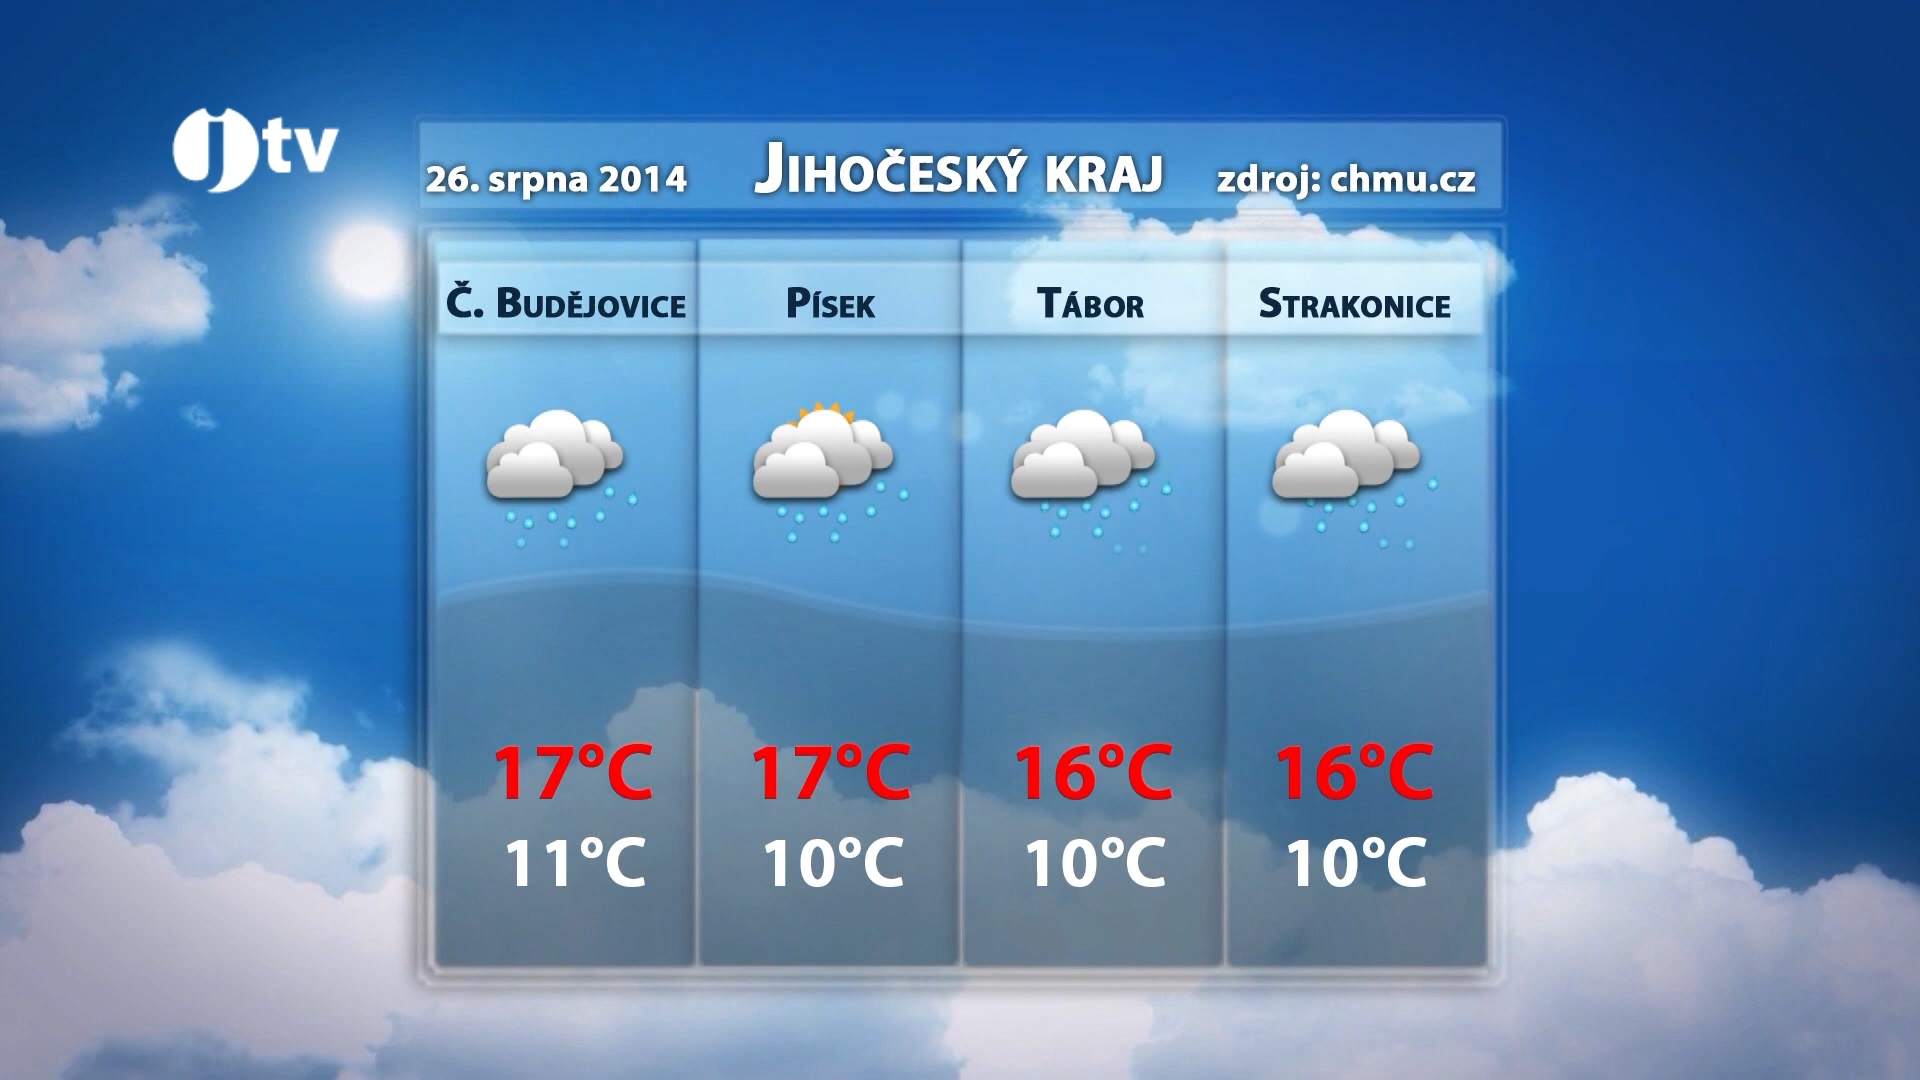 jtv
26. srpna 2014 Jihočeský kraj zdroj: chmu.cz
Č. Budějovice Písek Tábor Strakonice
17°C 17°C 16°C 16°C
11°C 10°C 10°C 10°C